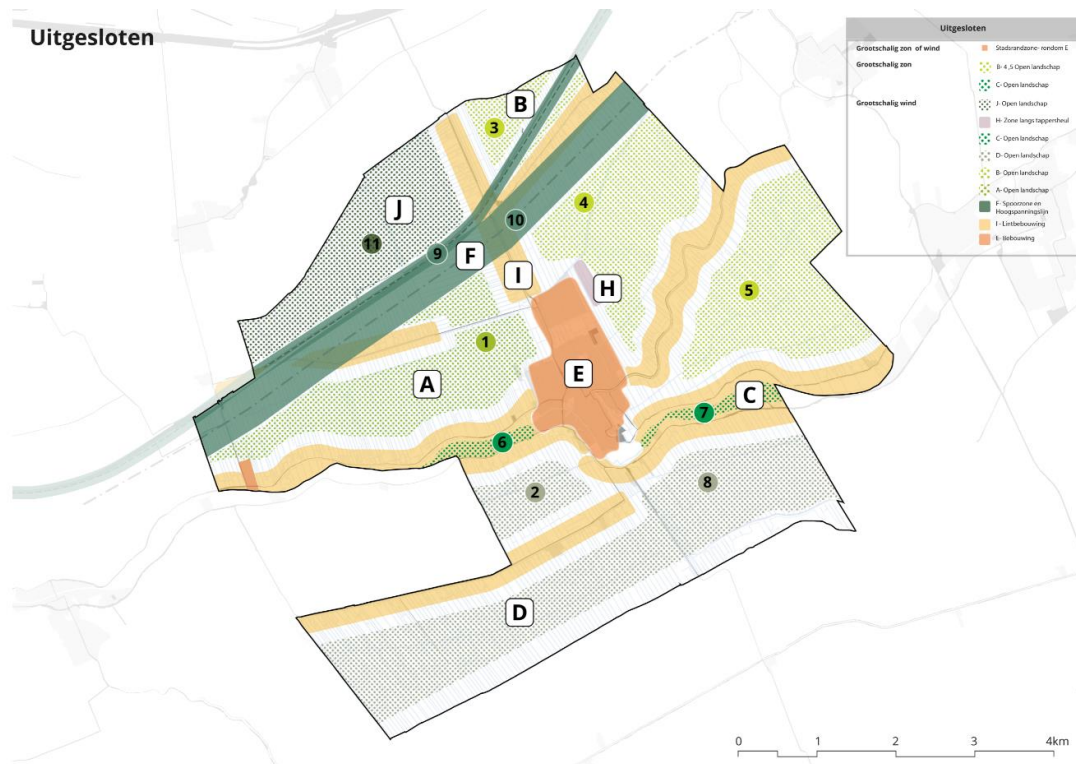 Uitgesloten
Uitgesloten
Grootschalig zon of wind
Stadsrandzone- rondom E
Grootschalig zon
B- 4,5 Open landschap
C- Open landschap
Grootschalig wind
J- Open landschap
H- Zone langs tappersheul
C- Open landschap
D- Open landschap
B- Open landschap
A- Open landschap
F- Spoorzone en
Hoogspanningslijn
I - Lintbebouwing
E- Bebouwing
B
3
J
4
10
11
9
F
I
H
5
1
E
A
C
7
6
2
8
D
0 1 2 3 4km